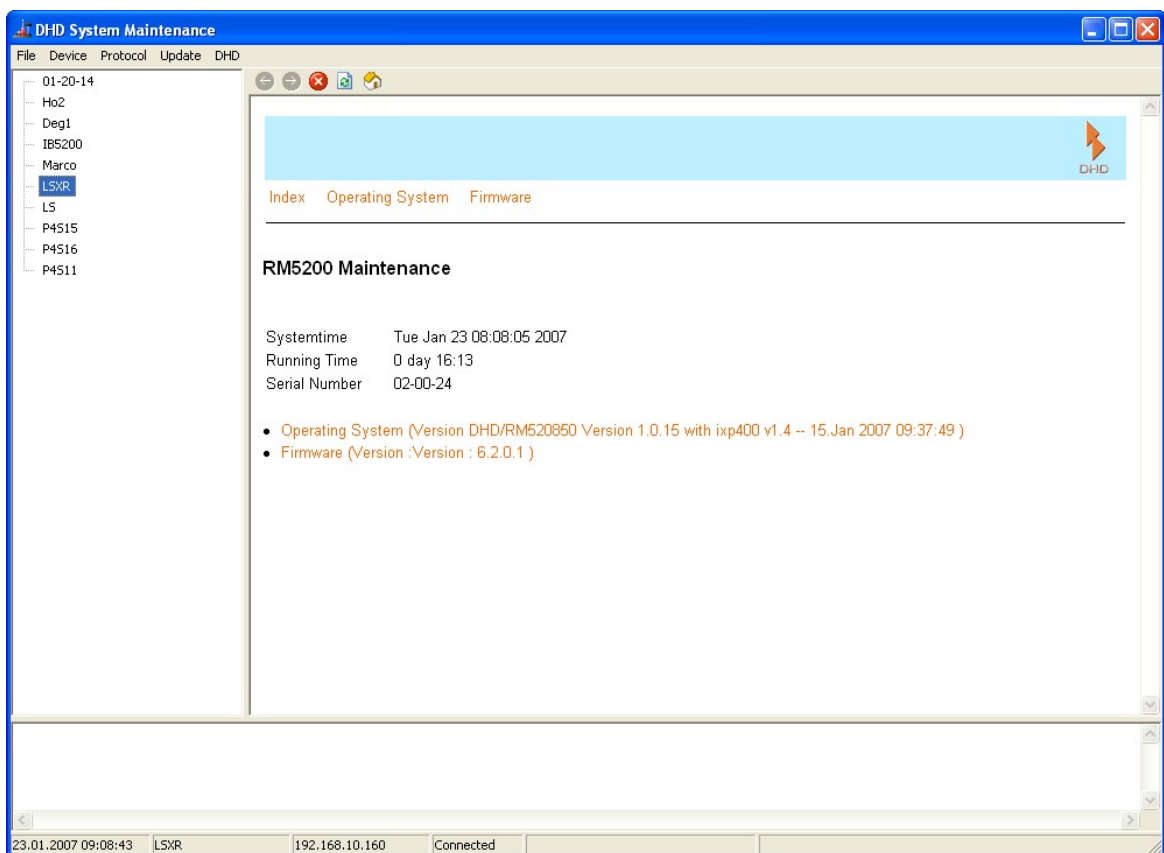 DHD System Maintenance
File Device Protocol Update DHD
01-20-14
Ho2
Deg1
IB5200
Marco
LSXR
LS
P4S15
P4S16
P4S11
DHD
Index Operating System Firmware
RM5200 Maintenance
Systemtime Tue Jan 23 08:08:05 2007
Running Time 0 day 16:13
Serial Number 02-00-24
Operating System (Version DHD/RM520850 Version 1.0.15 with ixp400 v1.4 -- 15.Jan 2007 09:37:49 )
Firmware (Version :Version : 6.2.0.1 )
23.01.2007 09:08:43 LSXR 192.168.10.160 Connected